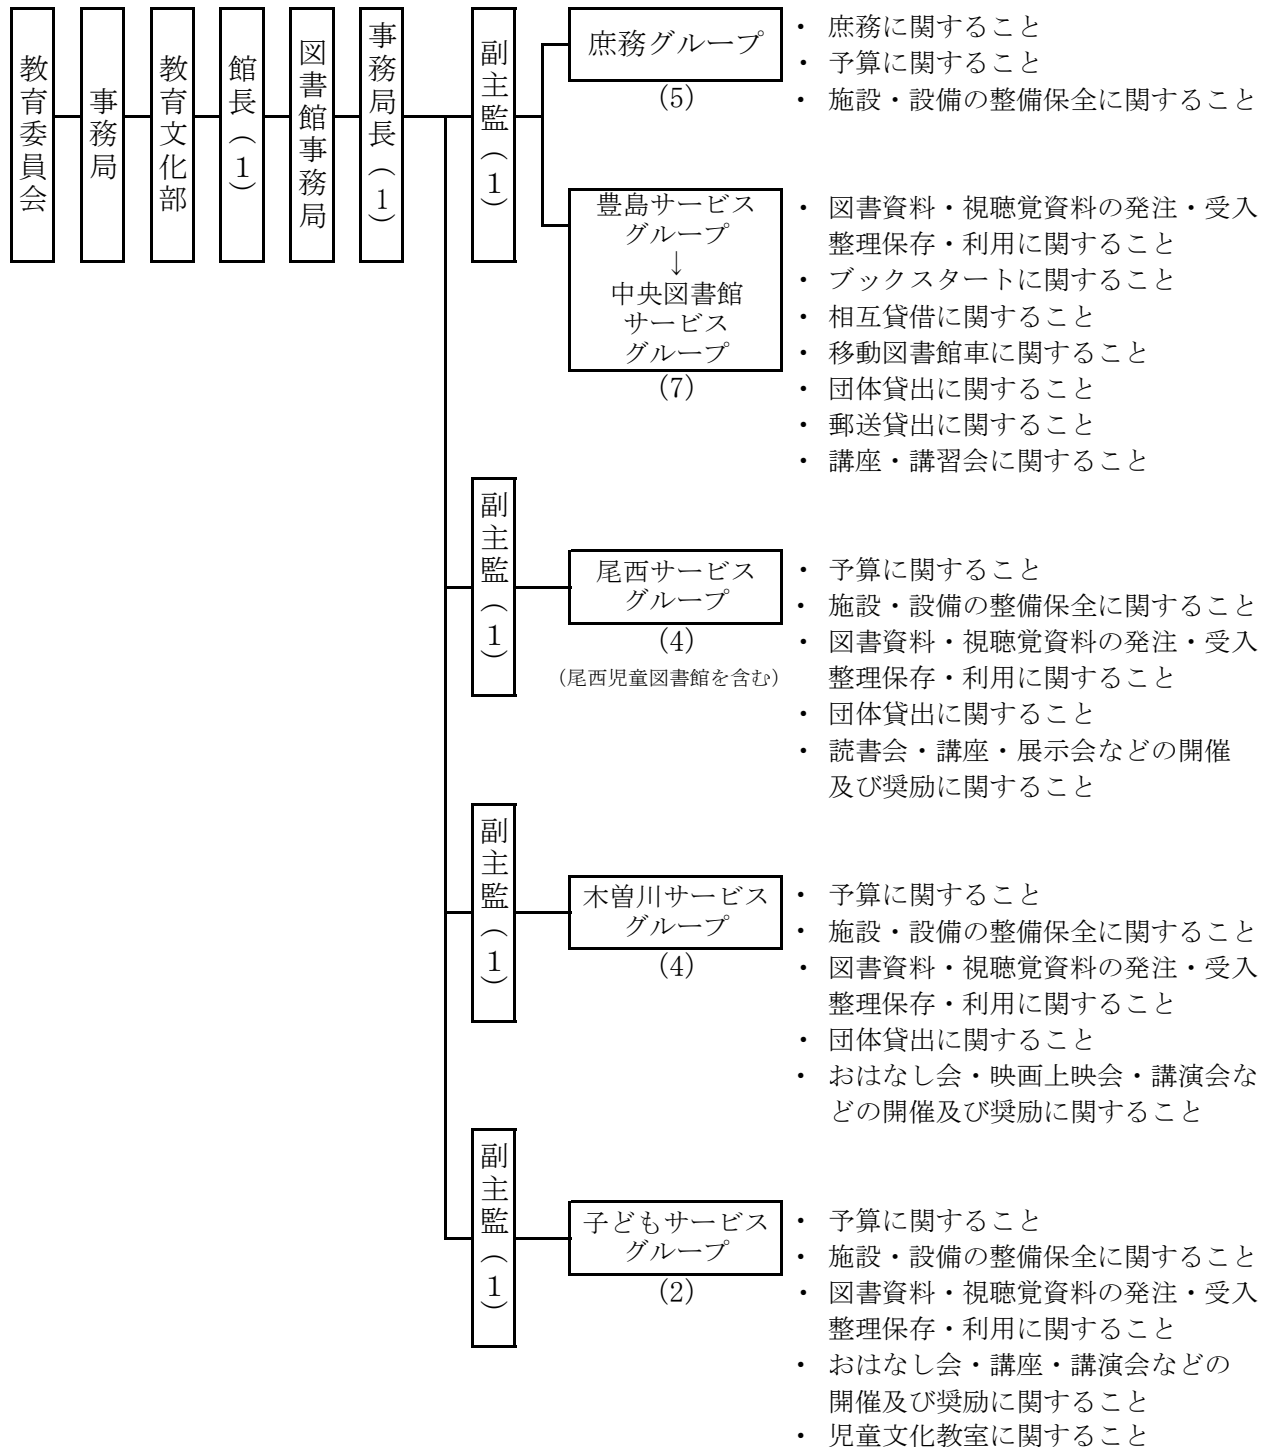 教育委員会
事務局
教育文化部
館長（1）
図書館事務局
事務局長（1）
副主監（1）
庶務グループ
(5)
・ 庶務に関すること
・ 予算に関すること
・ 施設・設備の整備保全に関すること
豊島サービス
グループ
↓
中央図書館
サービス
グループ
(7)
・ 図書資料・視聴覚資料の発注・受入
整理保存・利用に関すること
・ ブックスタートに関すること
・ 相互貸借に関すること
・ 移動図書館車に関すること
・ 団体貸出に関すること
・ 郵送貸出に関すること
・ 講座・講習会に関すること
副主監（1）
尾西サービス
グループ
(4)
(尾西児童図書館を含む)
・ 予算に関すること
・ 施設・設備の整備保全に関すること
・ 図書資料・視聴覚資料の発注・受入
整理保存・利用に関すること
・ 団体貸出に関すること
・ 読書会・講座・展示会などの開催
及び奨励に関すること
副主監（1）
木曽川サービス
グループ
(4)
・ 予算に関すること
・ 施設・設備の整備保全に関すること
・ 図書資料・視聴覚資料の発注・受入
整理保存・利用に関すること
・ 団体貸出に関すること
・ おはなし会・映画上映会・講演会な
どの開催及び奨励に関すること
副主監（1）
子どもサービス
グループ
(2)
・ 予算に関すること
・ 施設・設備の整備保全に関すること
・ 図書資料・視聴覚資料の発注・受入
整理保存・利用に関すること
・ おはなし会・講座・講演会などの
開催及び奨励に関すること
・ 児童文化教室に関すること